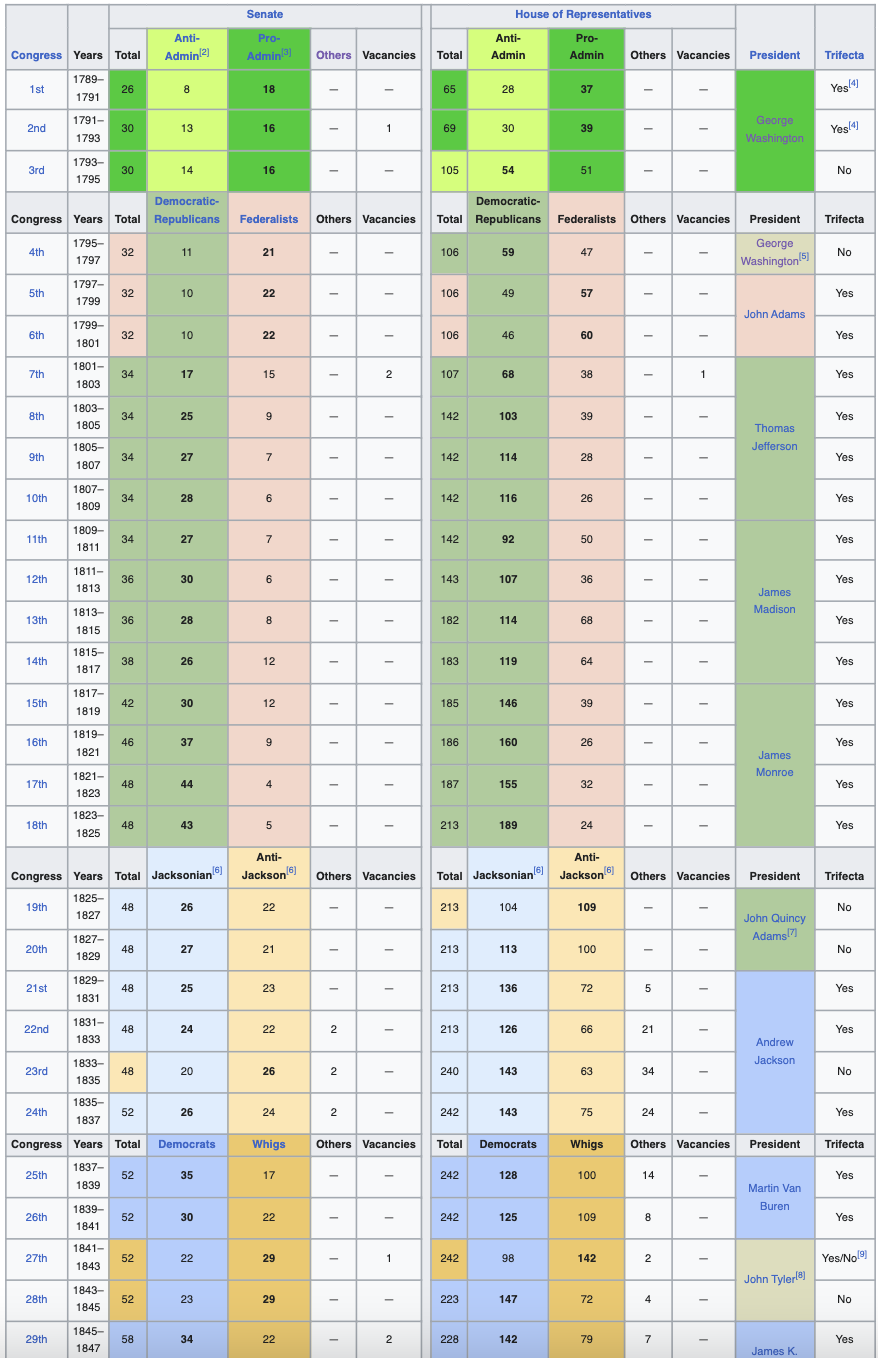 Senate House of Representatives
Congress Years Total Anti-Admin[2] Pro-Admin[3] Others Vacancies Total Anti-Admin Pro-Admin Others Vacancies President Trifecta
1st 1789–1791 26 8 18 — — 65 28 37 — — George Washington Yes[4]
2nd 1791–1793 30 13 16 — 1 69 30 39 — — Yes[4]
3rd 1793–1795 30 14 16 — — 105 54 51 — — No
Congress Years Total Democratic-Republicans Federalists Others Vacancies Total Democratic-Republicans Federalists Others Vacancies President Trifecta
4th 1795–1797 32 11 21 — — 106 59 47 — — George Washington[5] No
5th 1797–1799 32 10 22 — — 106 49 57 — — John Adams Yes
6th 1799–1801 32 10 22 — — 106 46 60 — — Yes
7th 1801–1803 34 17 15 — 2 107 68 38 — 1 Thomas Jefferson Yes
8th 1803–1805 34 25 9 — — 142 103 39 — — Yes
9th 1805–1807 34 27 7 — — 142 114 28 — — Yes
10th 1807–1809 34 28 6 — — 142 116 26 — — Yes
11th 1809–1811 34 27 7 — — 142 92 50 — — James Madison Yes
12th 1811–1813 36 30 6 — — 143 107 36 — — Yes
13th 1813–1815 36 28 8 — — 182 114 68 — — Yes
14th 1815–1817 38 26 12 — — 183 119 64 — — Yes
15th 1817–1819 42 30 12 — — 185 146 39 — — James Monroe Yes
16th 1819–1821 46 37 9 — — 186 160 26 — — Yes
17th 1821–1823 48 44 4 — — 187 155 32 — — Yes
18th 1823–1825 48 43 5 — — 213 189 24 — — Yes
Congress Years Total Jacksonian[6] Anti-Jackson[6] Others Vacancies Total Jacksonian[6] Anti-Jackson[6] Others Vacancies President Trifecta
19th 1825–1827 48 26 22 — — 213 104 109 — — John Quincy Adams[7] No
20th 1827–1829 48 27 21 — — 213 113 100 — — No
21st 1829–1831 48 25 23 — — 213 136 72 5 — Andrew Jackson Yes
22nd 1831–1833 48 24 22 2 — 213 126 66 21 — Yes
23rd 1833–1835 48 20 26 2 — 240 143 63 34 — No
24th 1835–1837 52 26 24 2 — 242 143 75 24 — Yes
Congress Years Total Democrats Whigs Others Vacancies Total Democrats Whigs Others Vacancies President Trifecta
25th 1837–1839 52 35 17 — — 242 128 100 14 — Martin Van Buren Yes
26th 1839–1841 52 30 22 — — 242 125 109 8 — Yes
27th 1841–1843 52 22 29 — 1 242 98 142 2 — John Tyler[8] Yes/No[9]
28th 1843–1845 52 23 29 — — 223 147 72 4 — No
29th 1845–1847 58 34 22 — 2 228 142 79 7 — James K. Yes